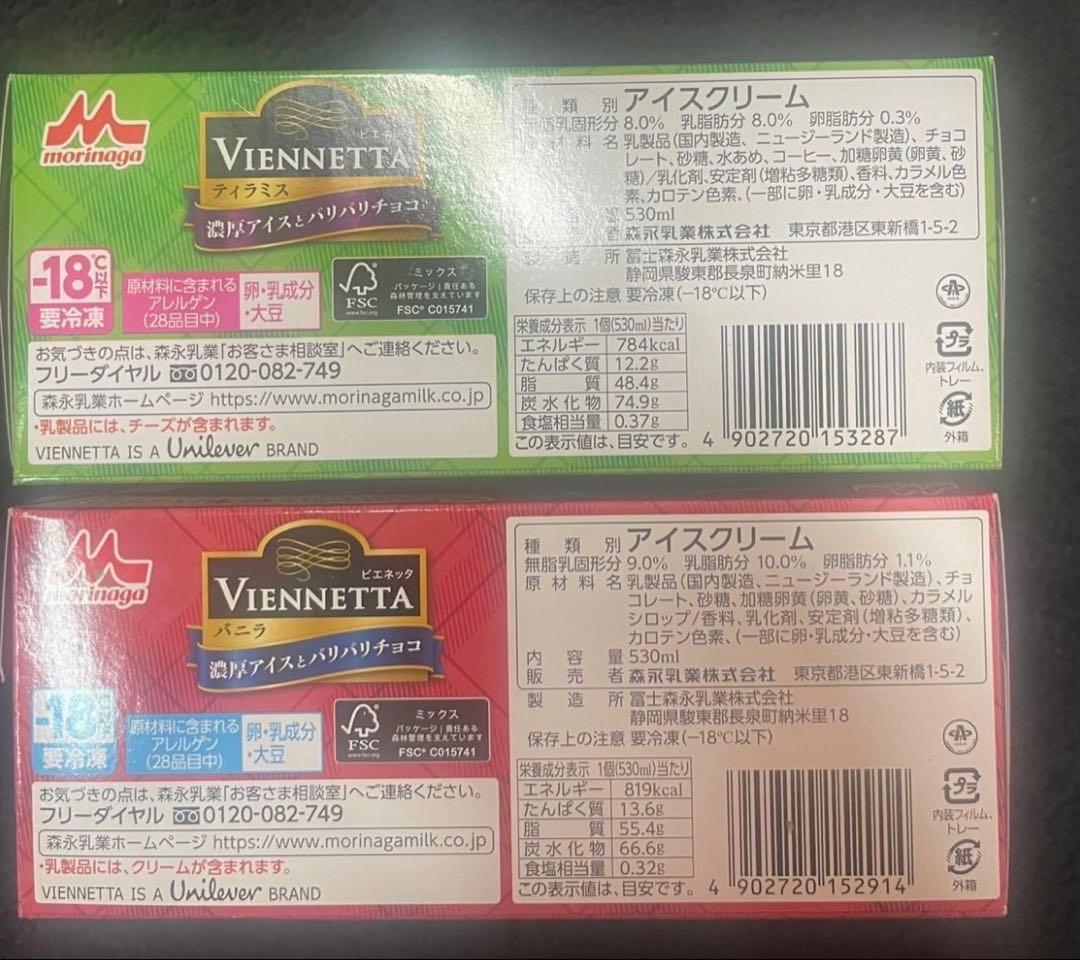 morinaga
ビエネ
VIENNETTA
ティラミス
濃厚アイスとパリパリチョコ
-18℃以下
要冷凍
原材料に含まれる
アレルゲン
(28品目中)
卵・乳成分
・大豆
FSC
www.fsc.org
ミックス
パッケージ|責任ある
森林管理を支えています
FSC® C015741
お気づきの点は、森永乳業「お客さま相談室」へご連絡ください。
フリーダイヤル 0120-082-749
森永乳業ホームページ https://www.morinagamilk.co.jp
・乳製品には、チーズが含まれます。
VIENNETTA IS A Unilever BRAND
種類別 アイスクリーム
無脂乳固形分 8.0% 乳脂肪分 8.0% 卵脂肪分 0.3%
材料名 乳製品(国内製造、ニュージーランド製造)、チョコ
レート、砂糖、水あめ、コーヒー、加糖卵黄(卵黄、砂
糖)/乳化剤、安定剤(増粘多糖類)、香料、カラメル色
素、カロテン色素、(一部に卵・乳成分・大豆を含む)
530ml
者 森永乳業株式会社 東京都港区東新橋1-5-2
製造所 冨士森永乳業株式会社
静岡県駿東郡長泉町納米里18
保存上の注意 要冷凍(-18℃以下)
栄養成分表示 1個(530ml)当たり
エネルギー 784kcal
たんぱく質 12.2g
脂質 48.4g
炭水化物 74.9g
食塩相当量 0.37g
この表示値は、目安です。
4 902720 153287
プラ
内装フィルム、
トレー
紙
外箱
morinaga
ビエネッタ
VIENNETTA
バニラ
濃厚アイスとパリパリチョコ
-18
要冷凍
原材料に含まれる
アレルゲン
(28品目中)
卵・乳成分
・大豆
FSC
www.fsc.org
ミックス
パッケージ|責任ある
森林管理を支えています
FSC® C015741
お気づきの点は、森永乳業「お客さま相談室」へご連絡ください。
フリーダイヤル 0120-082-749
森永乳業ホームページ https://www.morinagamilk.co.jp
・乳製品には、クリームが含まれます。
VIENNETTA IS A Unilever BRAND
種類別 アイスクリーム
無脂乳固形分 9.0% 乳脂肪分 10.0% 卵脂肪分 1.1%
原材料名 乳製品(国内製造、ニュージーランド製造)、チョ
コレート、砂糖、加糖卵黄(卵黄、砂糖)、カラメル
シロップ/香料、乳化剤、安定剤(増粘多糖類)、
カロテン色素、(一部に卵・乳成分・大豆を含む)
内容量 530ml
販売者 森永乳業株式会社 東京都港区東新橋1-5-2
製造所 冨士森永乳業株式会社
静岡県駿東郡長泉町納米里18
保存上の注意 要冷凍(-18℃以下)
栄養成分表示 1個(530ml)当たり
エネルギー 819kcal
たんぱく質 13.6g
脂質 55.4g
炭水化物 66.6g
食塩相当量 0.32g
この表示値は、目安です。
4 902720 152914
プラ
内装フィルム、
トレー
紙
外箱